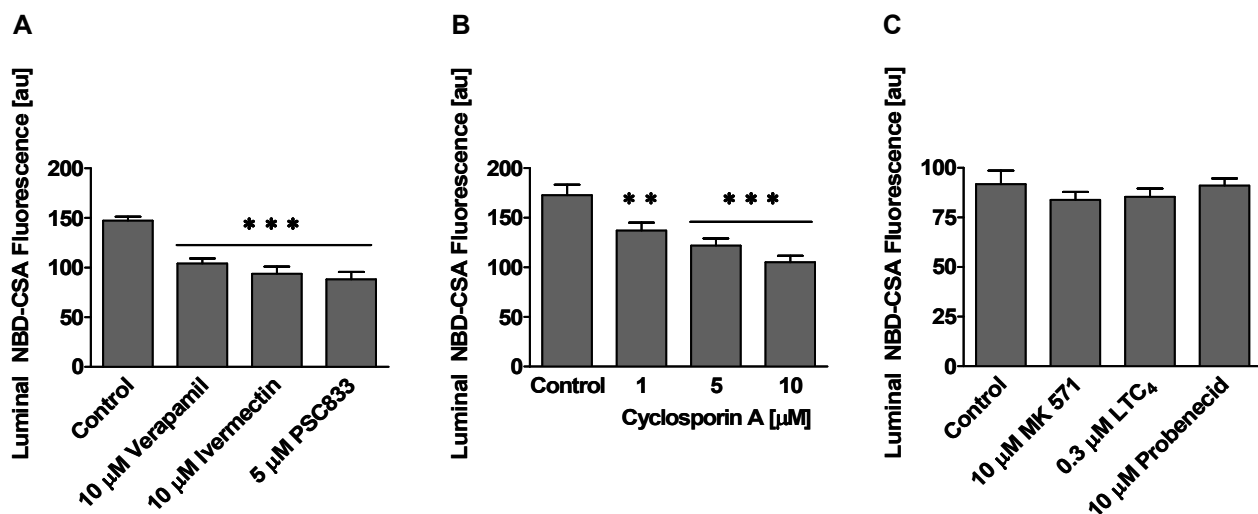 A
Luminal NBD-CSA Fluorescence [au]
200
150
100
50
0
* * *
Control
10 µM Verapamil
10 µM Ivermectin
5 µM PSC833
B
Luminal NBD-CSA Fluorescence [au]
200
150
100
50
0
* *
* * *
Control 1 5 10
Cyclosporin A [µM]
C
Luminal NBD-CSA Fluorescence [au]
100
75
50
25
0
Control
10 µM MK 571
0.3 µM LTC4
10 µM Probenecid